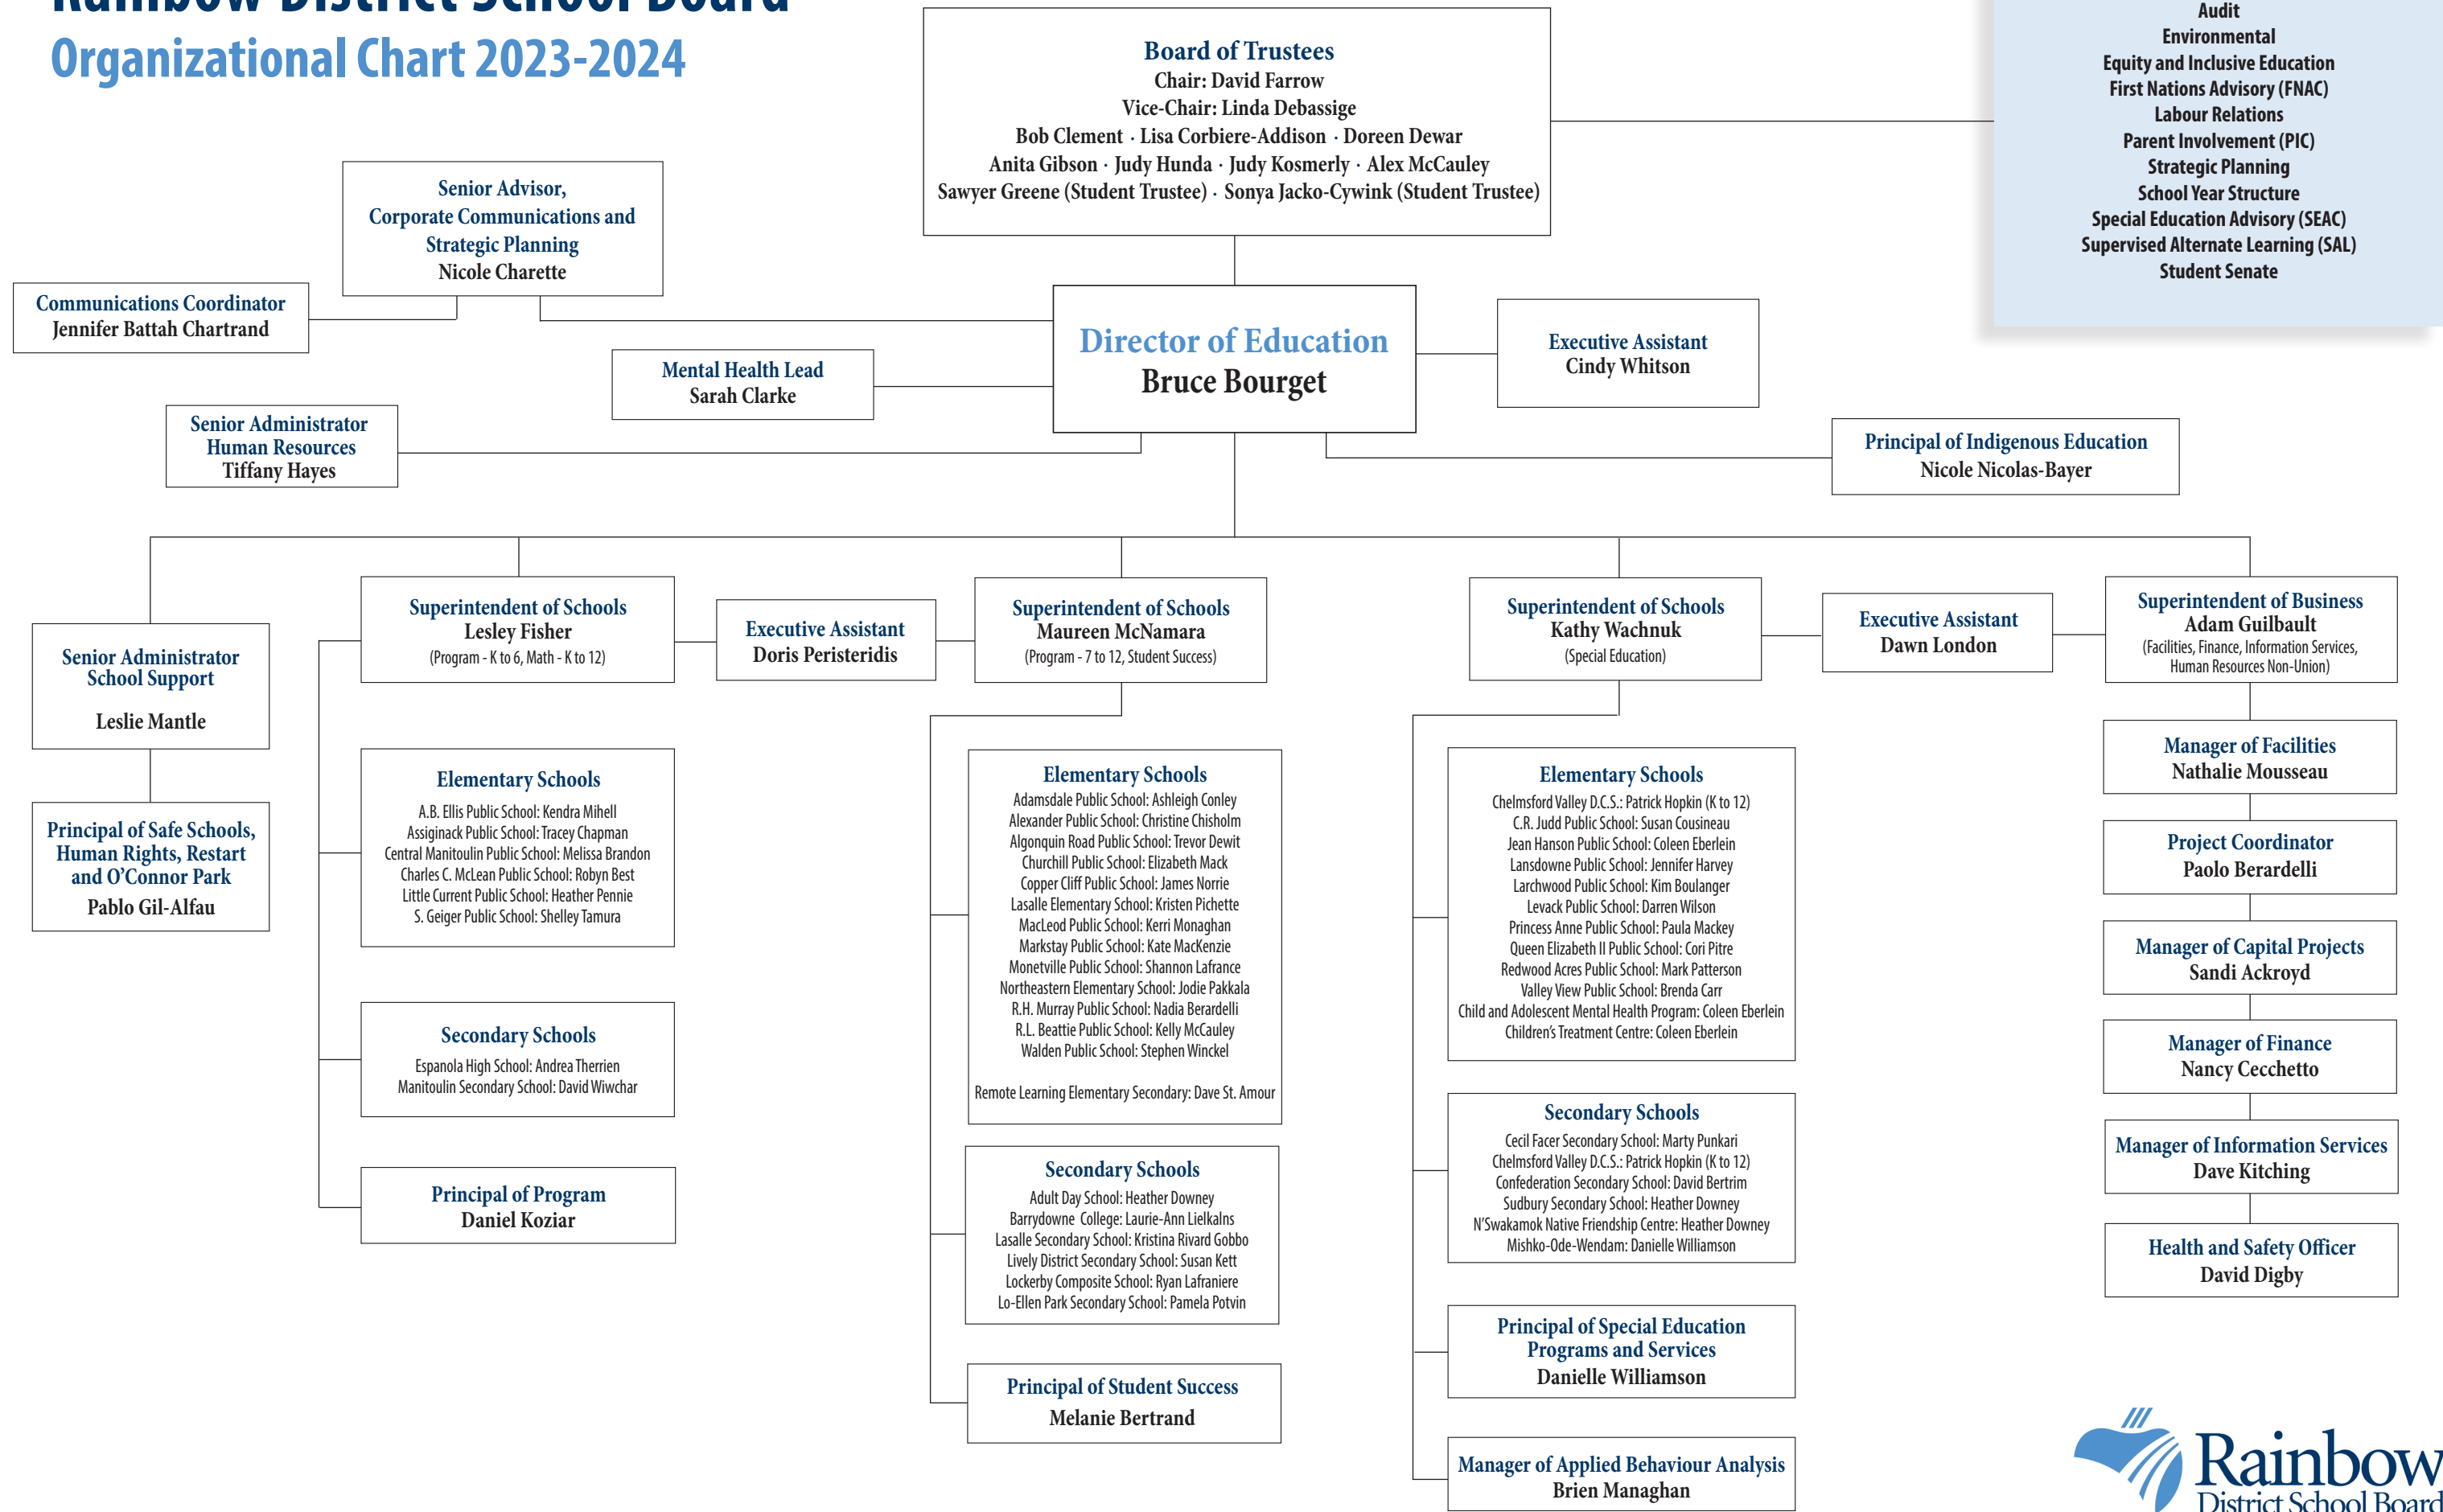 Rainbow District School Board
Organizational Chart 2023-2024
Audit
Environmental
Equity and Inclusive Education
First Nations Advisory (FNAC)
Labour Relations
Parent Involvement (PIC)
Strategic Planning
School Year Structure
Special Education Advisory (SEAC)
Supervised Alternate Learning (SAL)
Student Senate
Board of Trustees
Chair: David Farrow
Vice-Chair: Linda Debassige
Bob Clement · Lisa Corbiere-Addison · Doreen Dewar
Anita Gibson · Judy Hunda · Judy Kosmerly · Alex McCauley
Sawyer Greene (Student Trustee) · Sonya Jacko-Cywink (Student Trustee)
Senior Advisor,
Corporate Communications and
Strategic Planning
Nicole Charette
Communications Coordinator
Jennifer Battah Chartrand
Director of Education
Bruce Bourget
Executive Assistant
Cindy Whitson
Mental Health Lead
Sarah Clarke
Senior Administrator
Human Resources
Tiffany Hayes
Principal of Indigenous Education
Nicole Nicolas-Bayer
Senior Administrator
School Support
Leslie Mantle
Principal of Safe Schools,
Human Rights, Restart
and O'Connor Park
Pablo Gil-Alfau
Superintendent of Schools
Lesley Fisher
(Program - K to 6, Math - K to 12)
Elementary Schools
A.B. Ellis Public School: Kendra Mihell
Assiginack Public School: Tracey Chapman
Central Manitoulin Public School: Melissa Brandon
Charles C. McLean Public School: Robyn Best
Little Current Public School: Heather Pennie
S. Geiger Public School: Shelley Tamura
Secondary Schools
Espanola High School: Andrea Therrien
Manitoulin Secondary School: David Wiwchar
Principal of Program
Daniel Koziar
Executive Assistant
Doris Peristeridis
Superintendent of Schools
Maureen McNamara
(Program - 7 to 12, Student Success)
Elementary Schools
Adamsdale Public School: Ashleigh Conley
Alexander Public School: Christine Chisholm
Algonquin Road Public School: Trevor Dewit
Churchill Public School: Elizabeth Mack
Copper Cliff Public School: James Norrie
Lasalle Elementary School: Kristen Pichette
MacLeod Public School: Kerri Monaghan
Markstay Public School: Kate MacKenzie
Monetville Public School: Shannon Lafrance
Northeastern Elementary School: Jodie Pakkala
R.H. Murray Public School: Nadia Berardelli
R.L. Beattie Public School: Kelly McCauley
Walden Public School: Stephen Winckel
Remote Learning Elementary Secondary: Dave St. Amour
Secondary Schools
Adult Day School: Heather Downey
Barrydowne College: Laurie-Ann Lielkalns
Lasalle Secondary School: Kristina Rivard Gobbo
Lively District Secondary School: Susan Kett
Lockerby Composite School: Ryan Lafraniere
Lo-Ellen Park Secondary School: Pamela Potvin
Principal of Student Success
Melanie Bertrand
Superintendent of Schools
Kathy Wachnuk
(Special Education)
Elementary Schools
Chelmsford Valley D.C.S.: Patrick Hopkin (K to 12)
C.R. Judd Public School: Susan Cousineau
Jean Hanson Public School: Coleen Eberlein
Lansdowne Public School: Jennifer Harvey
Larchwood Public School: Kim Boulanger
Levack Public School: Darren Wilson
Princess Anne Public School: Paula Mackey
Queen Elizabeth II Public School: Cori Pitre
Redwood Acres Public School: Mark Patterson
Valley View Public School: Brenda Carr
Child and Adolescent Mental Health Program: Coleen Eberlein
Children's Treatment Centre: Coleen Eberlein
Secondary Schools
Cecil Facer Secondary School: Marty Punkari
Chelmsford Valley D.C.S.: Patrick Hopkin (K to 12)
Confederation Secondary School: David Bertrim
Sudbury Secondary School: Heather Downey
N'Swakamok Native Friendship Centre: Heather Downey
Mishko-Ode-Wendam: Danielle Williamson
Principal of Special Education
Programs and Services
Danielle Williamson
Manager of Applied Behaviour Analysis
Brien Managhan
Executive Assistant
Dawn London
Superintendent of Business
Adam Guilbault
(Facilities, Finance, Information Services,
Human Resources Non-Union)
Manager of Facilities
Nathalie Mousseau
Project Coordinator
Paolo Berardelli
Manager of Capital Projects
Sandi Ackroyd
Manager of Finance
Nancy Cecchetto
Manager of Information Services
Dave Kitching
Health and Safety Officer
David Digby
Rainbow
District School Board